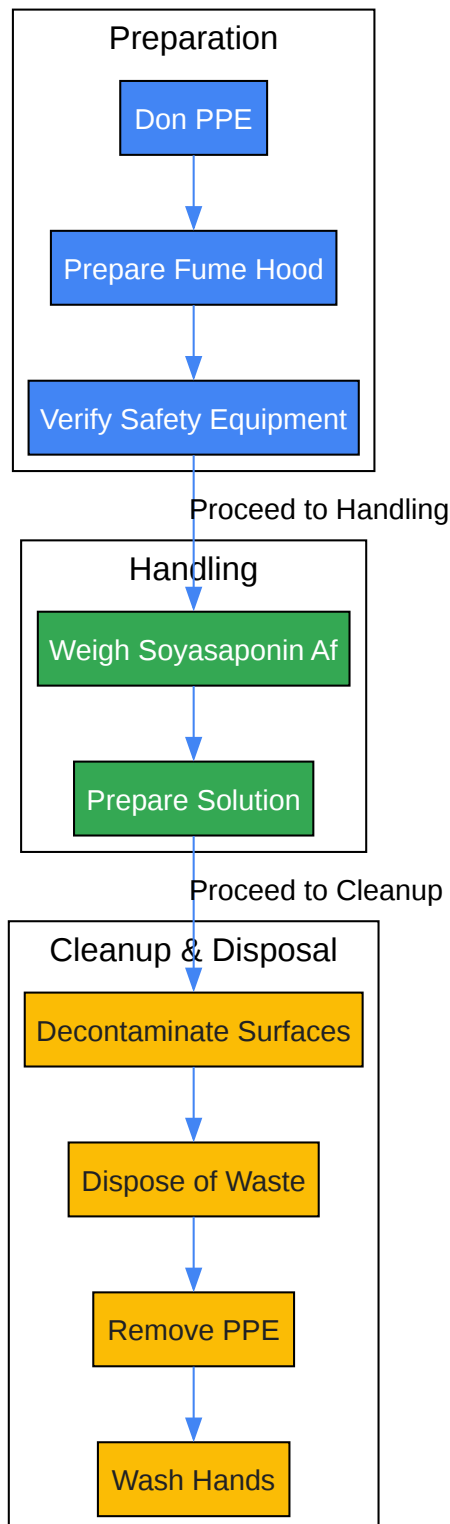 Preparation
Don PPE
Prepare Fume Hood
Verify Safety Equipment
Proceed to Handling
Handling
Weigh Soyasaponin Af
Prepare Solution
Proceed to Cleanup
Cleanup & Disposal
Decontaminate Surfaces
Dispose of Waste
Remove PPE
Wash Hands